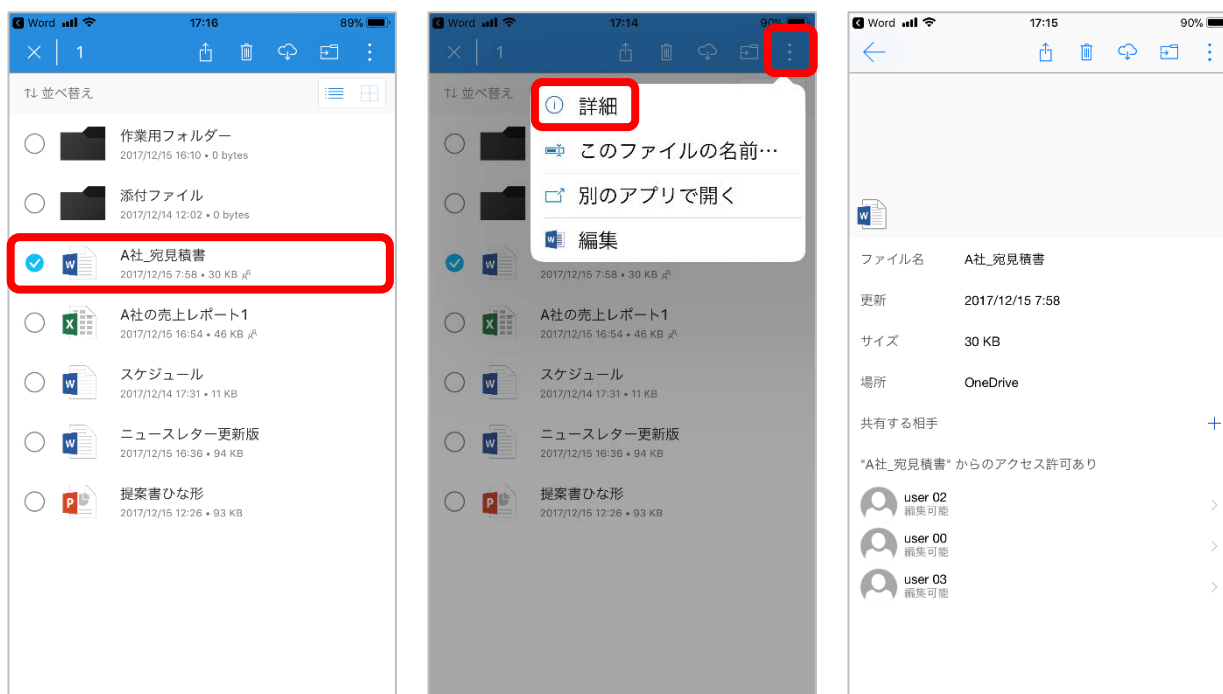 Word 17:16 89%
1
↑↓ 並べ替え
作業用フォルダー
2017/12/15 16:10 • 0 bytes
添付ファイル
2017/12/14 12:02 • 0 bytes
A社_宛見積書
2017/12/15 7:58 • 30 KB
A社の売上レポート1
2017/12/15 16:54 • 46 KB
スケジュール
2017/12/14 17:31 • 11 KB
ニュースレター更新版
2017/12/15 16:36 • 94 KB
提案書ひな形
2017/12/15 12:26 • 93 KB
Word 17:14 90%
1
↑↓ 並べ替え
詳細
このファイルの名前…
別のアプリで開く
編集
2017/12/15 7:58 • 30 KB
A社の売上レポート1
2017/12/15 16:54 • 46 KB
スケジュール
2017/12/14 17:31 • 11 KB
ニュースレター更新版
2017/12/15 16:36 • 94 KB
提案書ひな形
2017/12/15 12:26 • 93 KB
Word 17:15 90%
ファイル名 A社_宛見積書
更新 2017/12/15 7:58
サイズ 30 KB
場所 OneDrive
共有する相手
"A社_宛見積書" からのアクセス許可あり
user 02
編集可能
user 00
編集可能
user 03
編集可能